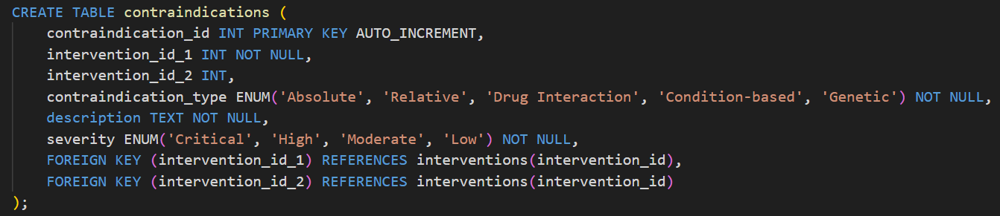 CREATE TABLE contraindications (
    contraindication_id INT PRIMARY KEY AUTO_INCREMENT,
    intervention_id_1 INT NOT NULL,
    intervention_id_2 INT,
    contraindication_type ENUM('Absolute', 'Relative', 'Drug Interaction', 'Condition-based', 'Genetic') NOT NULL,
    description TEXT NOT NULL,
    severity ENUM('Critical', 'High', 'Moderate', 'Low') NOT NULL,
    FOREIGN KEY (intervention_id_1) REFERENCES interventions(intervention_id),
    FOREIGN KEY (intervention_id_2) REFERENCES interventions(intervention_id)
);